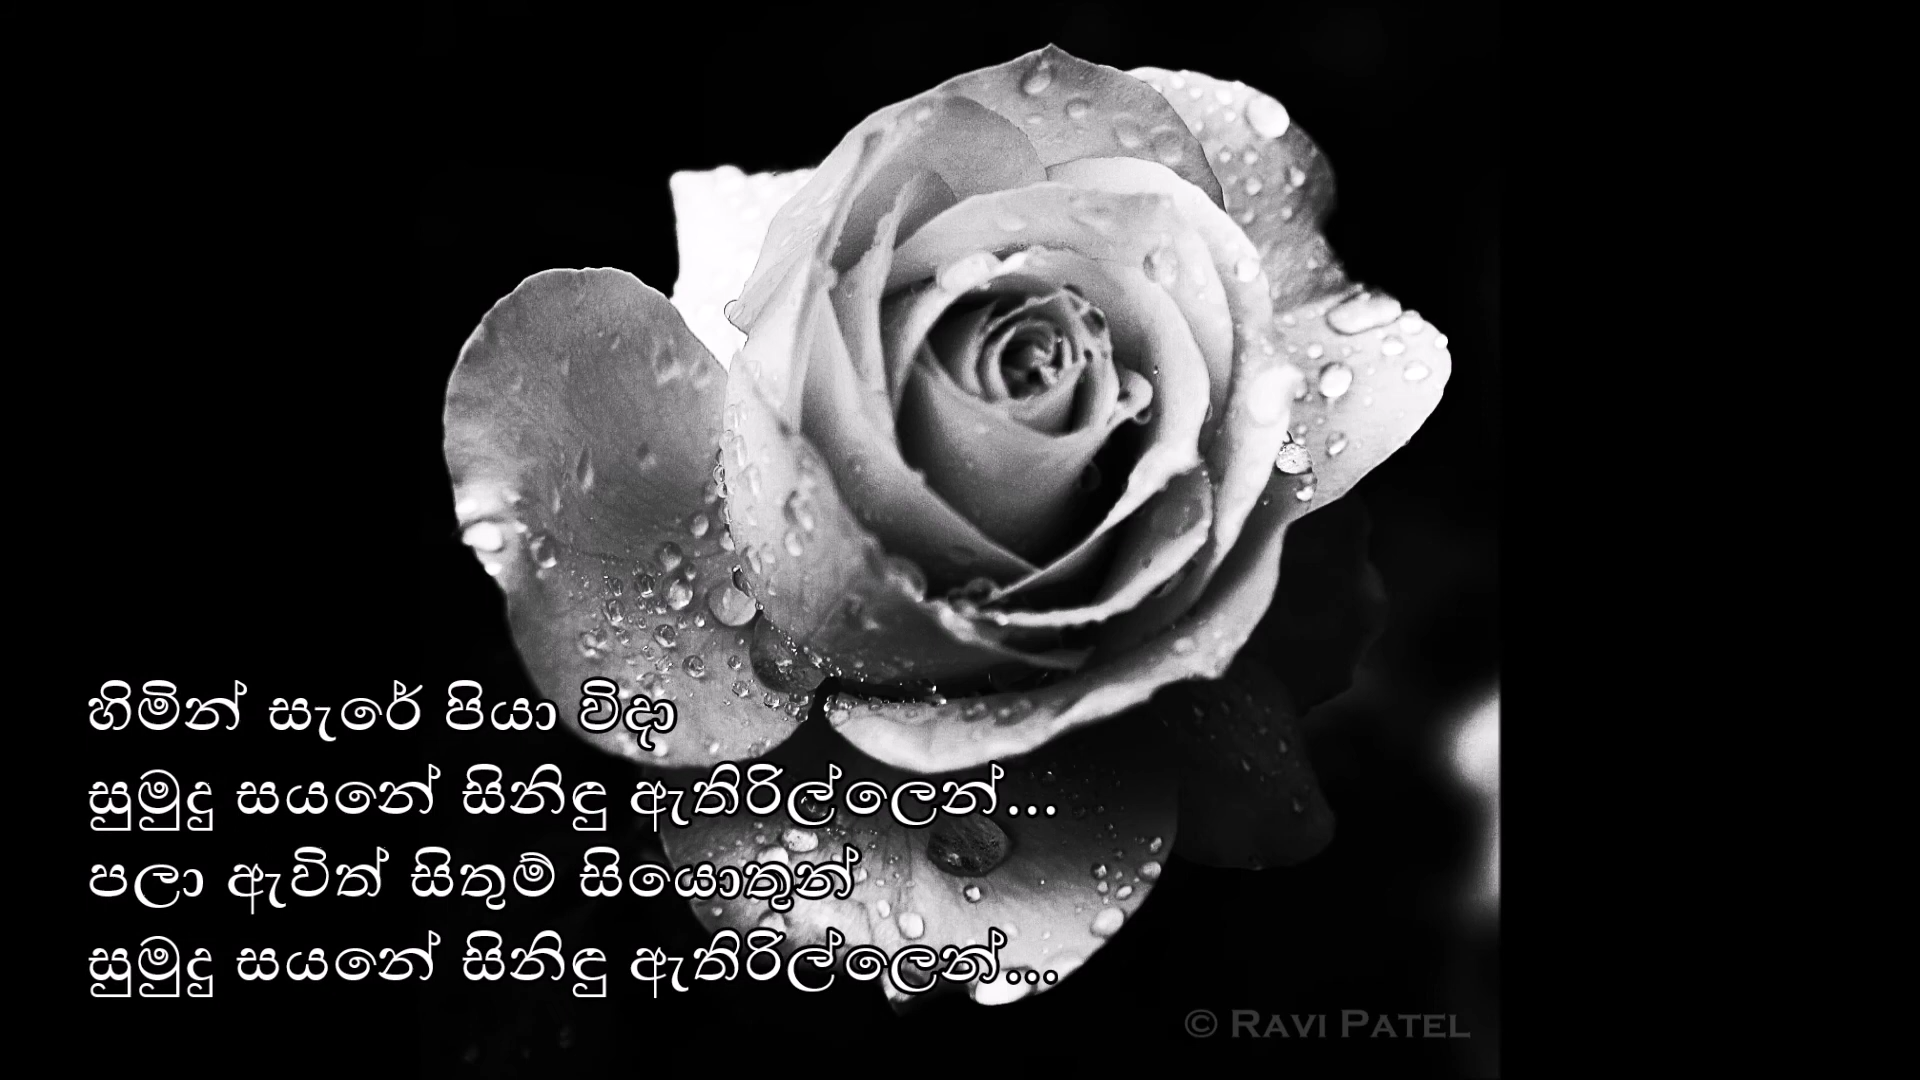 හිමින් සැරේ පියා විදා
සුමුදු සයනේ සිනිඳු ඇතිරිල්ලෙන්...
පලා ඇවිත් සිතුම් සියොතුන්
සුමුදු සයනේ සිනිඳු ඇතිරිල්ලෙන්...
© RAVI PATEL